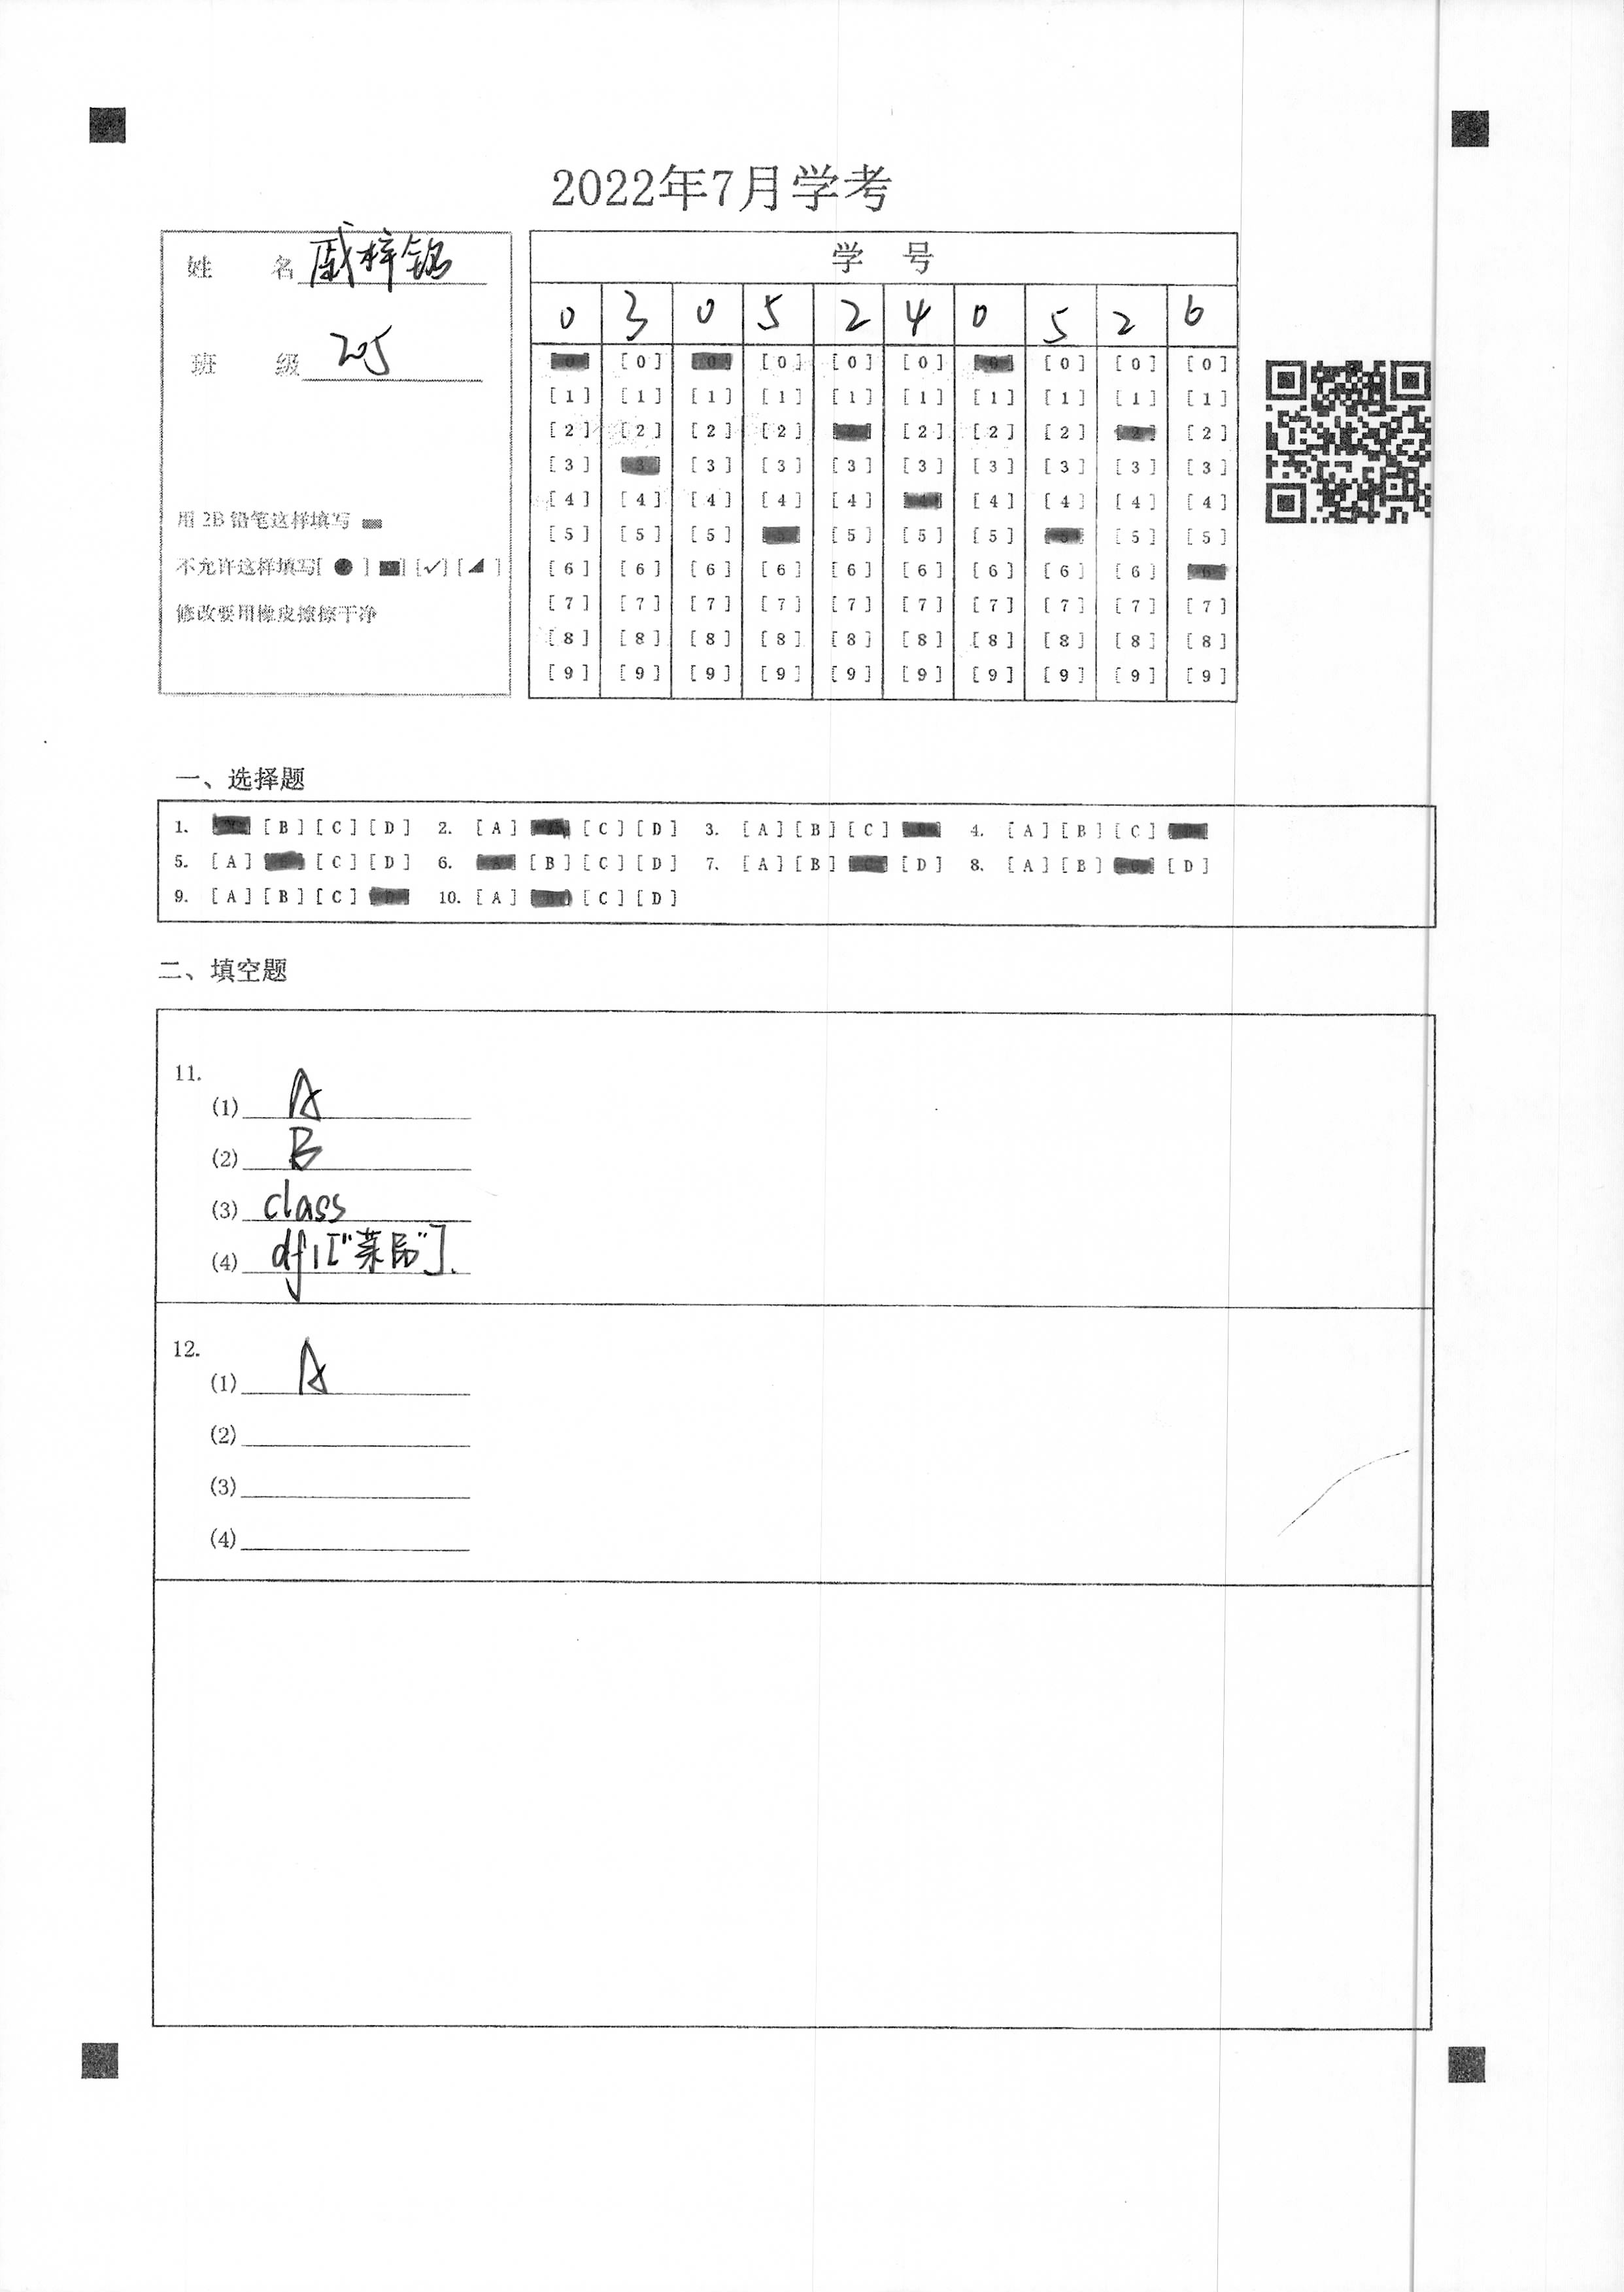 2022年7月学考
姓 名 戚梓铭
班 级 205
用 2B 铅笔这样填写
不允许这样填写[ ● ] [■] [✓] [◢ ]
修改要用橡皮擦擦干净
学 号
0 3 0 5 2 4 0 5 2 6
[0] [0] [0] [0] [0] [0] [0] [0] [0] [0]
[1] [1] [1] [1] [1] [1] [1] [1] [1] [1]
[2] [2] [2] [2] [2] [2] [2] [2]
[3] [3] [3] [3] [3] [3] [3] [3] [3] [3]
[4] [4] [4] [4] [4] [4] [4] [4] [4]
[5] [5] [5] [5] [5] [5] [5] [5]
[6] [6] [6] [6] [6] [6] [6] [6] [6] [6]
[7] [7] [7] [7] [7] [7] [7] [7] [7] [7]
[8] [8] [8] [8] [8] [8] [8] [8] [8] [8]
[9] [9] [9] [9] [9] [9] [9] [9] [9] [9]
一、选择题
1. [B] [C] [D] 2. [A] [C] [D] 3. [A] [B] [C] 4. [A] [B] [C]
5. [A] [C] [D] 6. [B] [C] [D] 7. [A] [B] [D] 8. [A] [B] [D]
9. [A] [B] [C] 10. [A] [C] [D]
二、填空题
11.
(1) A
(2) B
(3) class
(4) df1["菜品"].
12.
(1) A
(2)
(3)
(4)